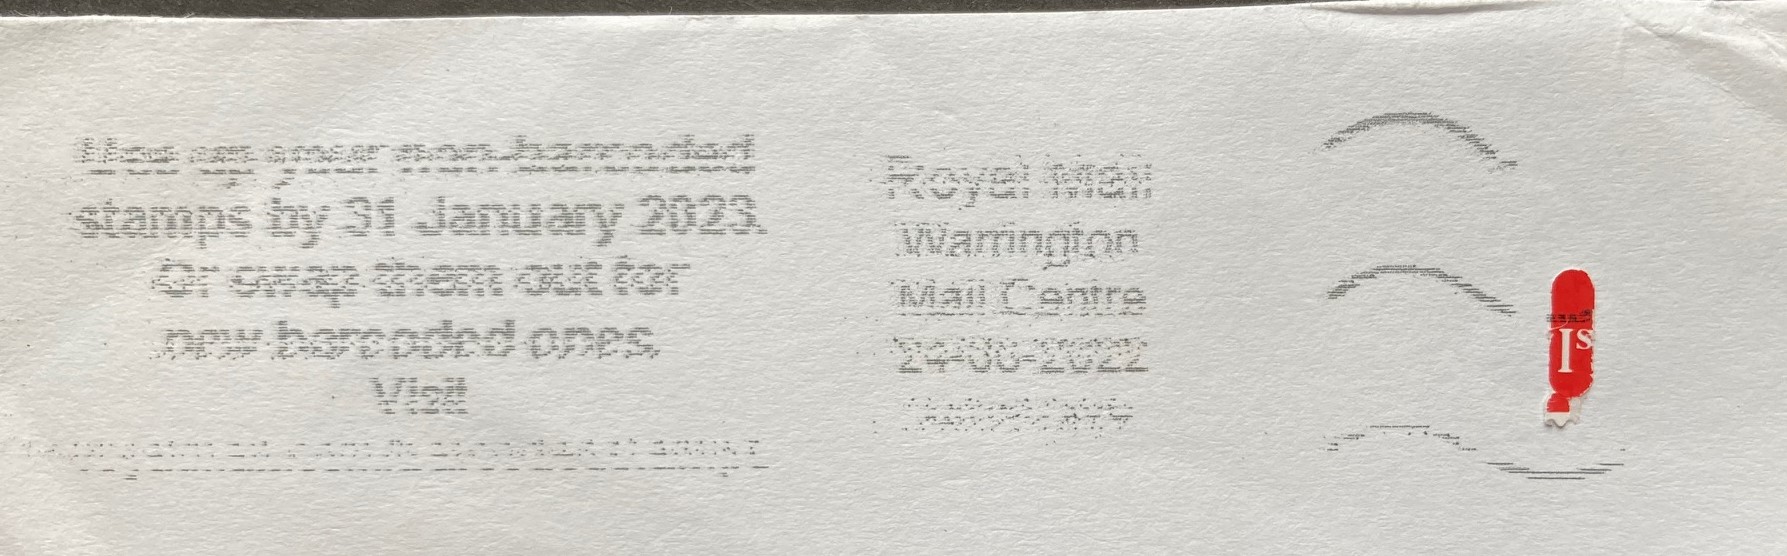 Use up your non-barcoded
stamps by 31 January 2023.
Or swap them out for
new barcoded ones.
Visit
Royal Mail
Warrington
Mail Centre
24-06-2022
1s